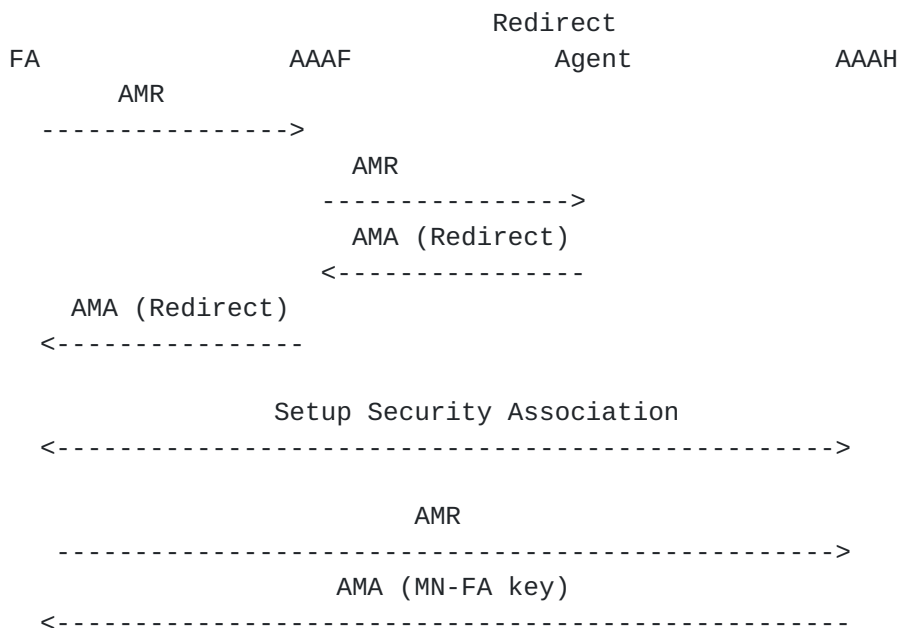 Redirect
FA AAAF Agent AAAH
AMR
---------------->
AMR
---------------->
AMA (Redirect)
<----------------
AMA (Redirect)
<----------------
Setup Security Association
<-------------------------------------------------->
AMR
-------------------------------------------------->
AMA (MN-FA key)
<---------------------------------------------------